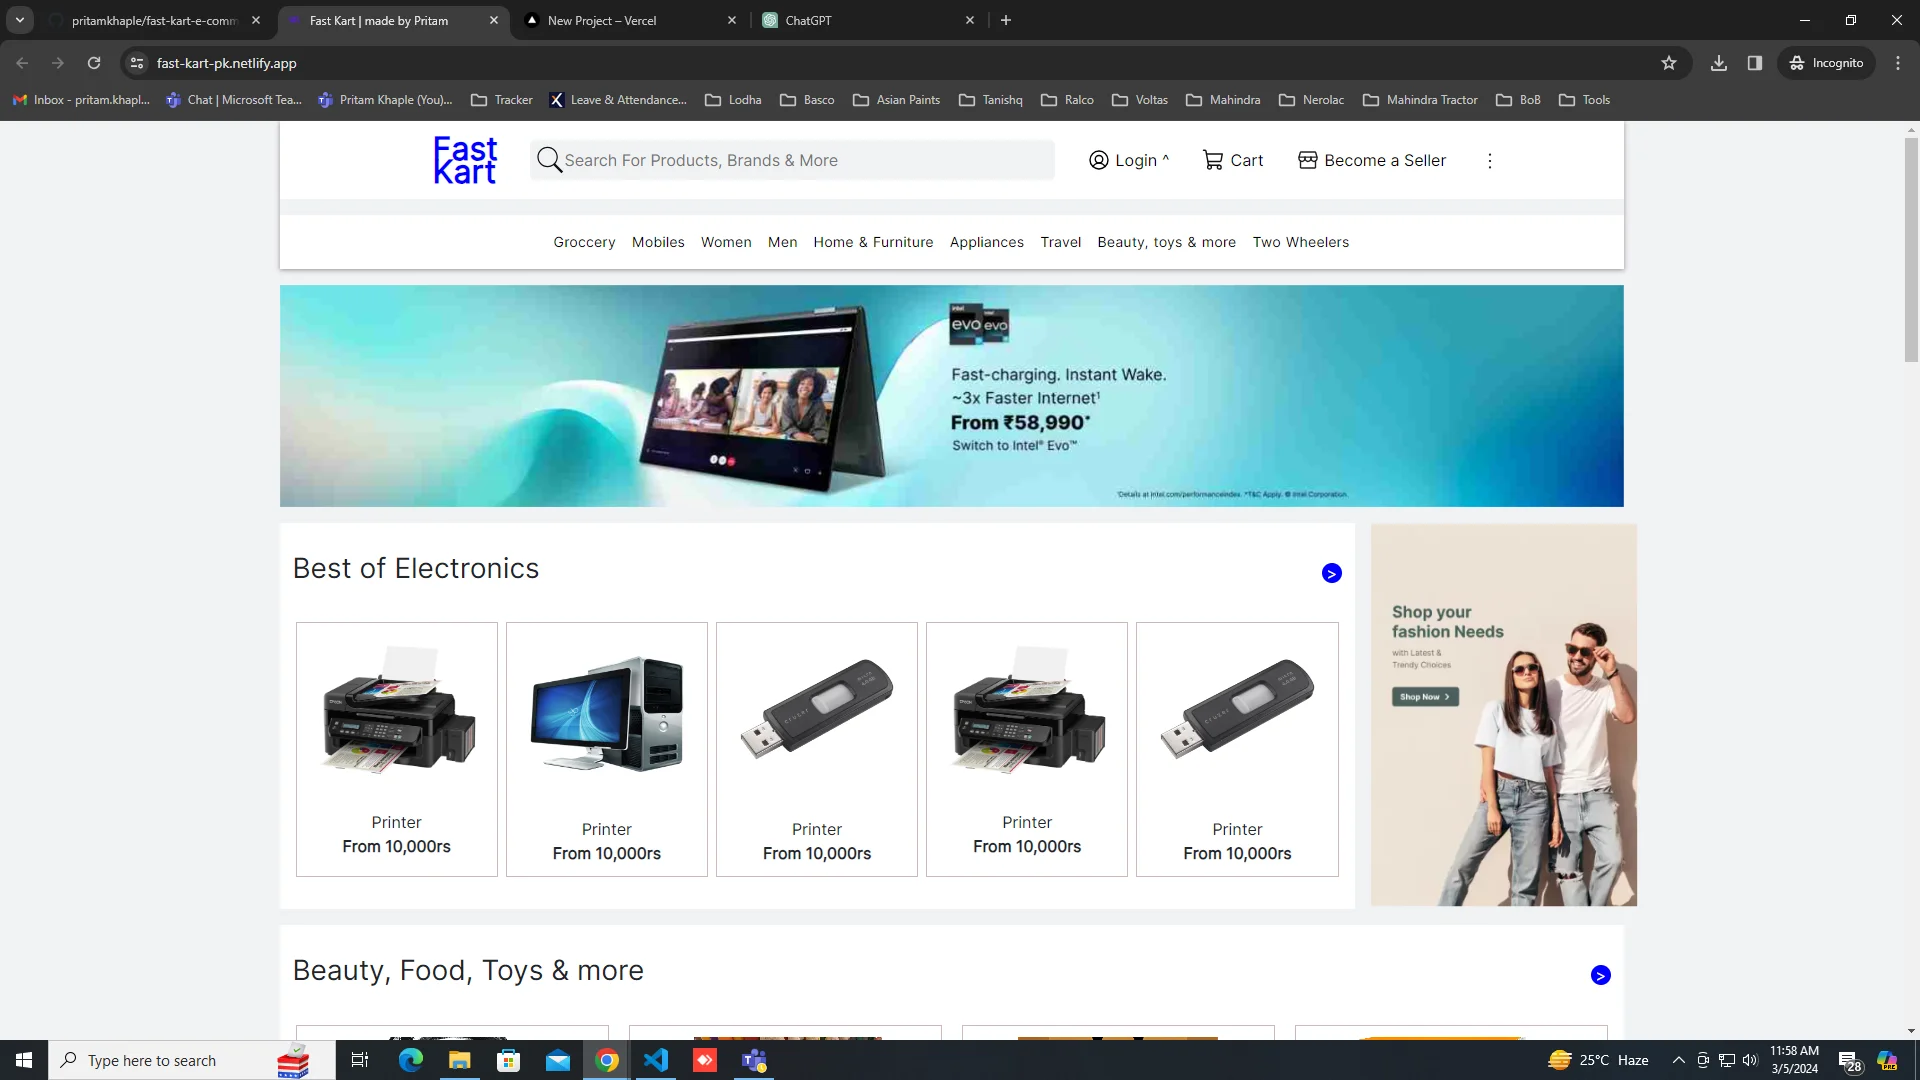 pritamkhaple/fast-kart-e-comm
Fast Kart | made by Pritam
New Project – Vercel
ChatGPT
fast-kart-pk.netlify.app
Incognito
Inbox - pritam.khapl...
Chat | Microsoft Tea...
Pritam Khaple (You)...
Tracker
Leave & Attendance...
Lodha
Basco
Asian Paints
Tanishq
Ralco
Voltas
Mahindra
Nerolac
Mahindra Tractor
BoB
Tools
Fast
Kart
Search For Products, Brands & More
Login ^
Cart
Become a Seller
Groccery
Mobiles
Women
Men
Home & Furniture
Appliances
Travel
Beauty, toys & more
Two Wheelers
intel
evo evo
Fast-charging. Instant Wake.
~3x Faster Internet¹
From ₹58,990*
Switch to Intel® Evo™
¹Details at intel.com/performanceindex. *T&C Apply. © Intel Corporation.
Best of Electronics
>
Shop your
fashion Needs
with Latest &
Trendy Choices
Shop Now >
Printer
From 10,000rs
Printer
From 10,000rs
Printer
From 10,000rs
Printer
From 10,000rs
Printer
From 10,000rs
Beauty, Food, Toys & more
>
Type here to search
25°C Haze
11:58 AM
3/5/2024
28
PRE